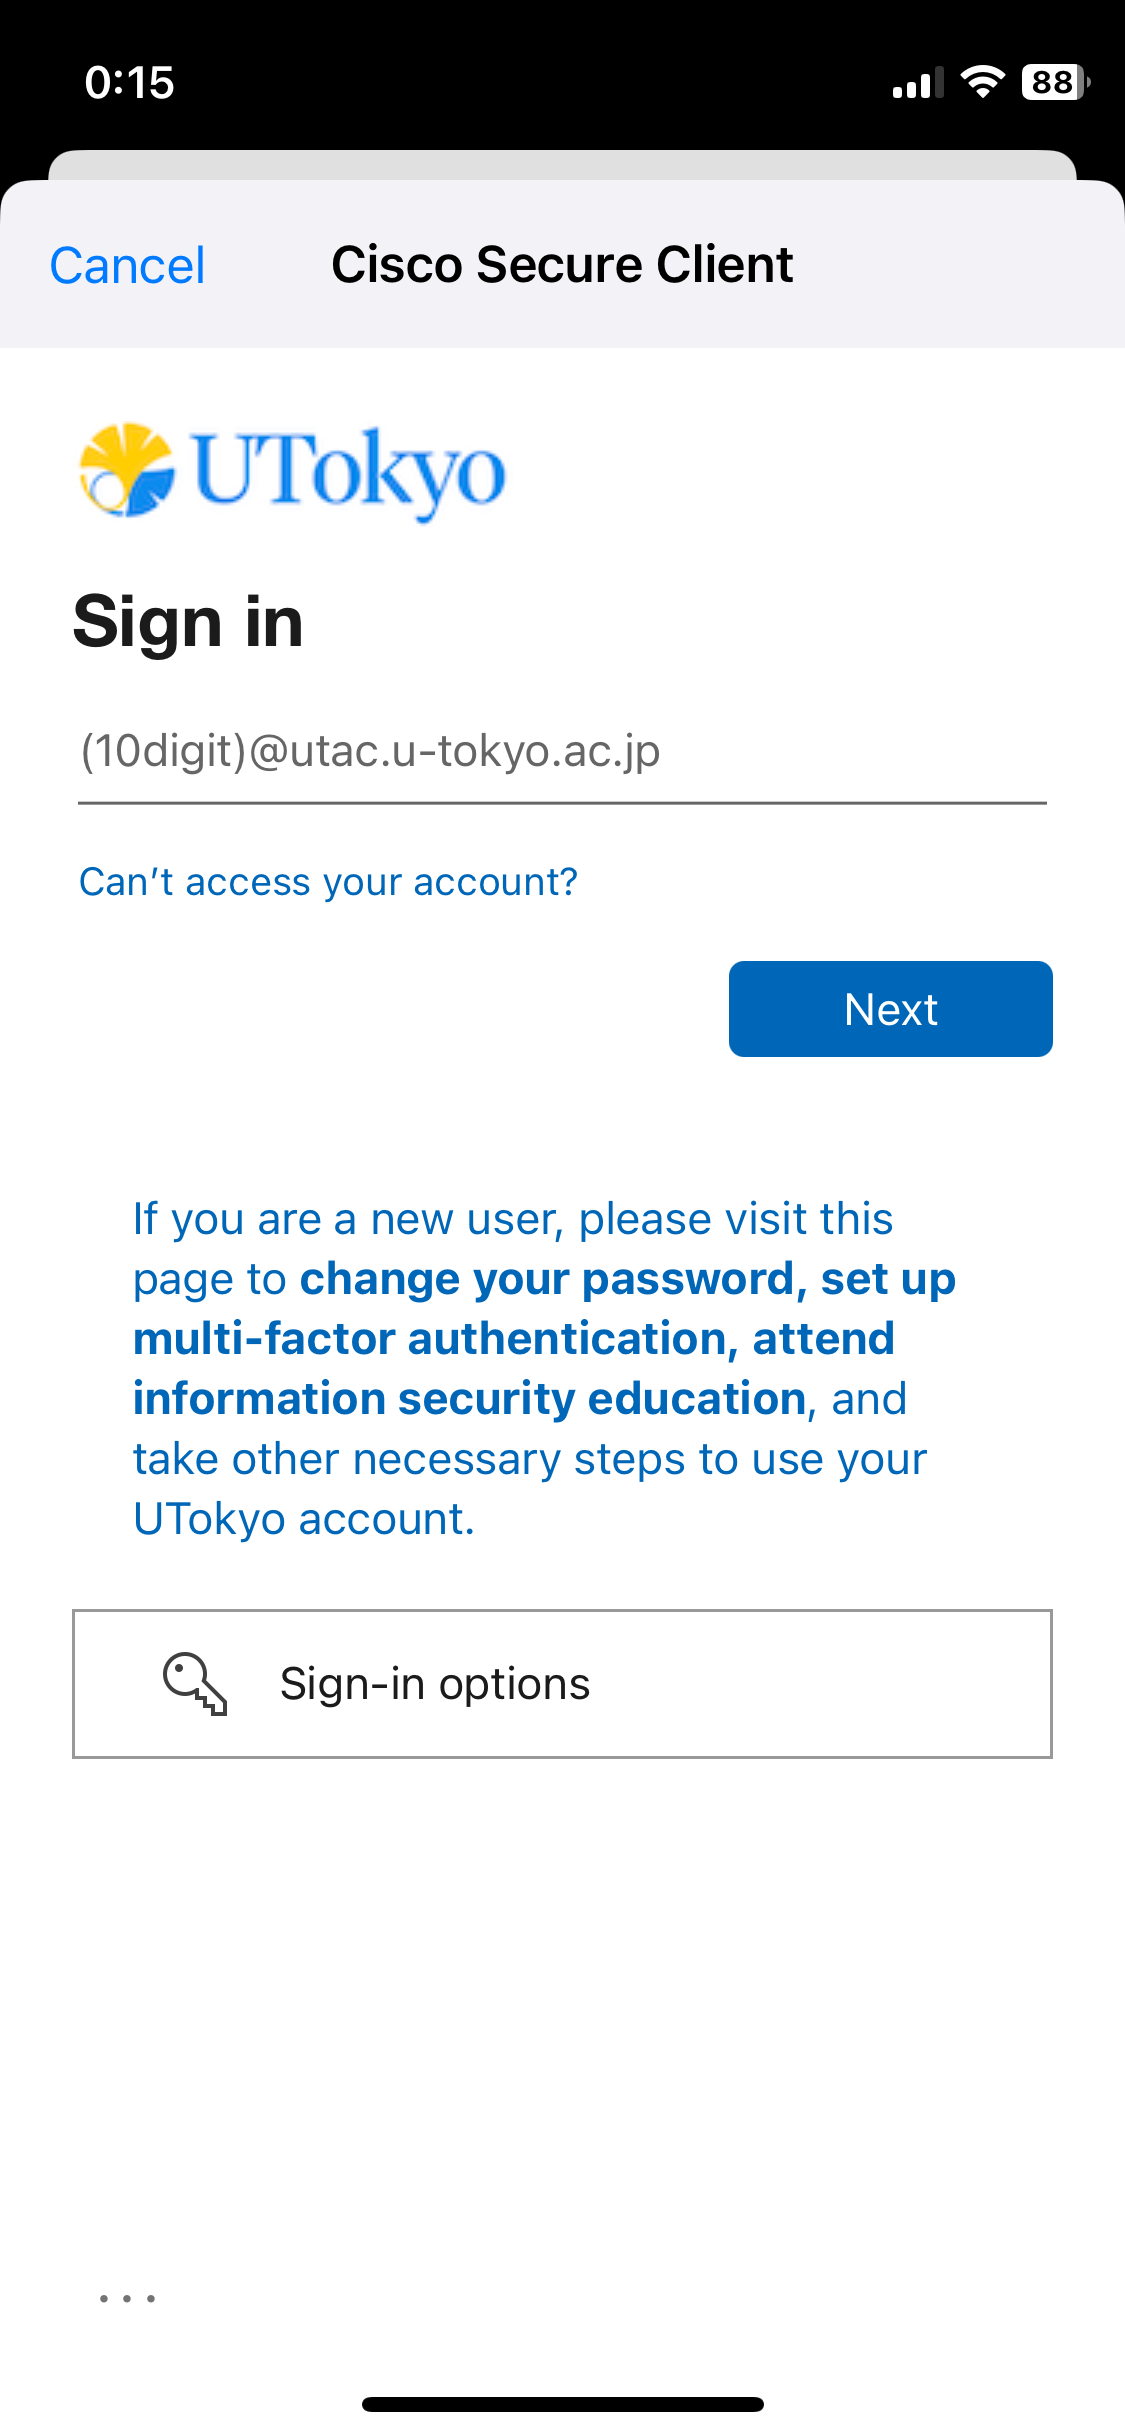 0:15
88
Cancel
Cisco Secure Client
UTokyo
Sign in
(10digit)@utac.u-tokyo.ac.jp
Can't access your account?
Next
If you are a new user, please visit this
page to change your password, set up
multi-factor authentication, attend
information security education, and
take other necessary steps to use your
UTokyo account.
Sign-in options
...